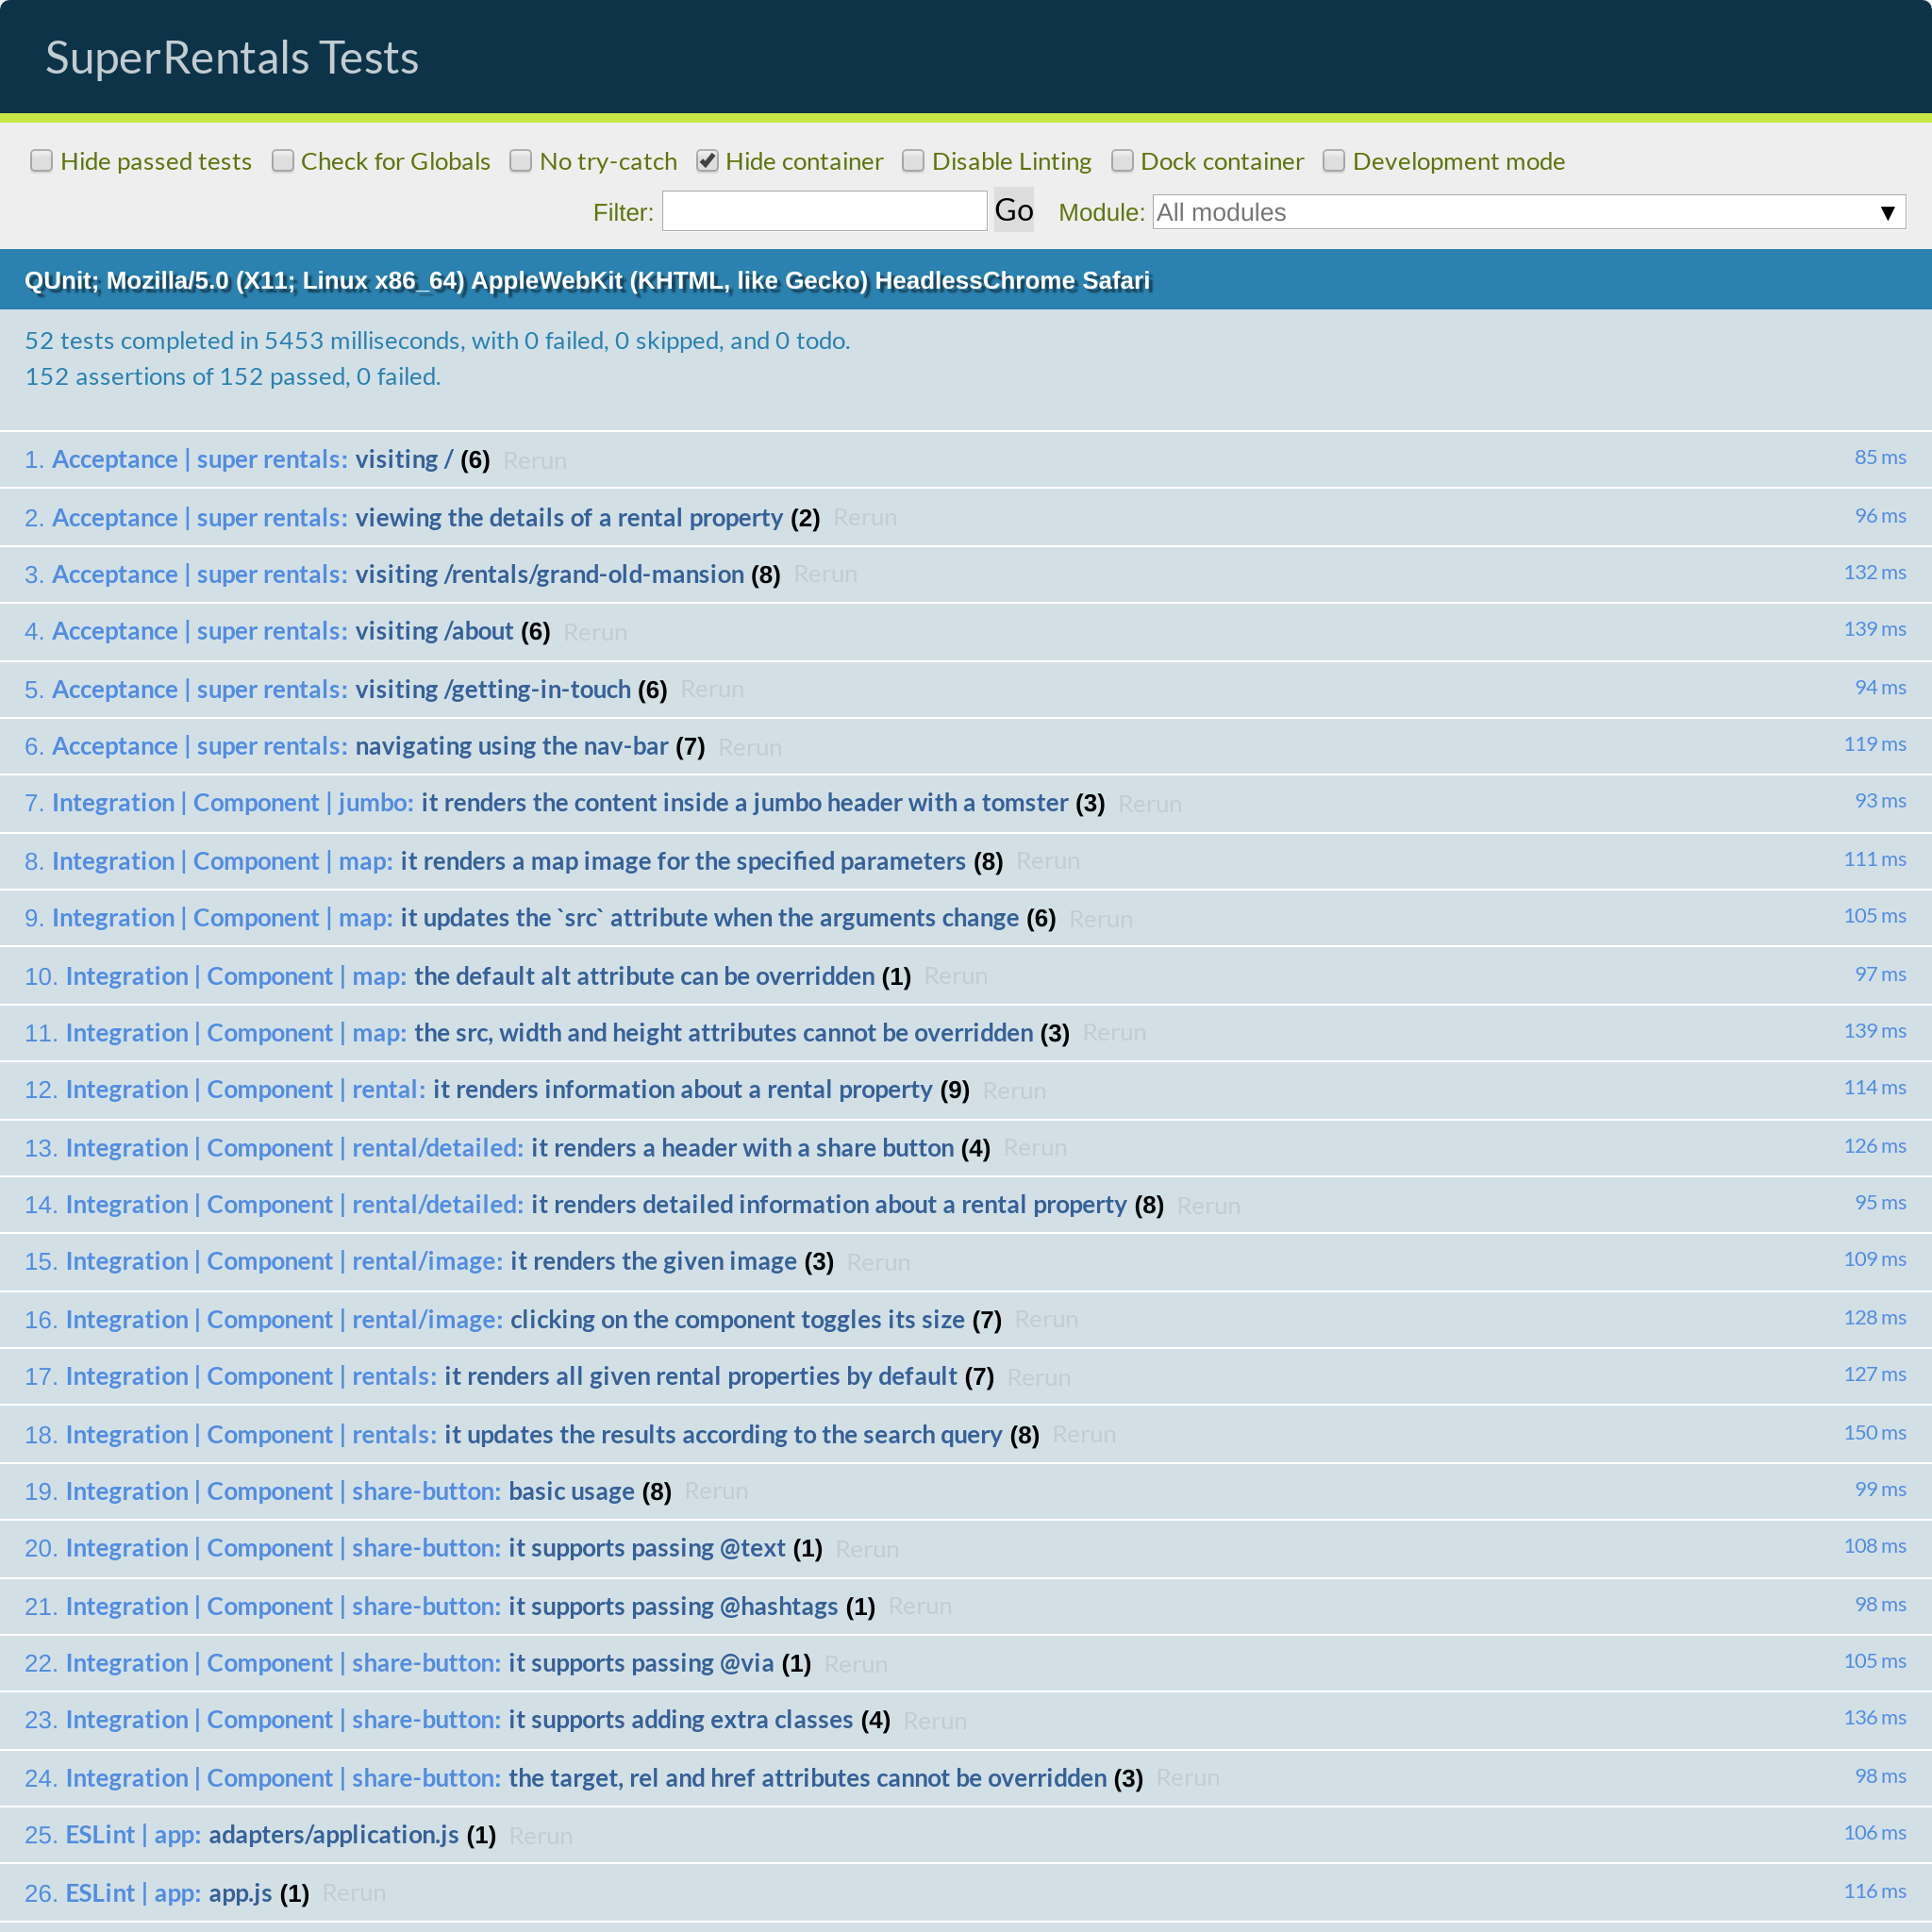 SuperRentals Tests
Hide passed tests Check for Globals No try-catch Hide container Disable Linting Dock container Development mode
Filter: Go Module: All modules ▼
QUnit; Mozilla/5.0 (X11; Linux x86_64) AppleWebKit (KHTML, like Gecko) HeadlessChrome Safari
52 tests completed in 5453 milliseconds, with 0 failed, 0 skipped, and 0 todo.
152 assertions of 152 passed, 0 failed.
1. Acceptance | super rentals: visiting / (6) Rerun 85 ms
2. Acceptance | super rentals: viewing the details of a rental property (2) Rerun 96 ms
3. Acceptance | super rentals: visiting /rentals/grand-old-mansion (8) Rerun 132 ms
4. Acceptance | super rentals: visiting /about (6) Rerun 139 ms
5. Acceptance | super rentals: visiting /getting-in-touch (6) Rerun 94 ms
6. Acceptance | super rentals: navigating using the nav-bar (7) Rerun 119 ms
7. Integration | Component | jumbo: it renders the content inside a jumbo header with a tomster (3) Rerun 93 ms
8. Integration | Component | map: it renders a map image for the specified parameters (8) Rerun 111 ms
9. Integration | Component | map: it updates the `src` attribute when the arguments change (6) Rerun 105 ms
10. Integration | Component | map: the default alt attribute can be overridden (1) Rerun 97 ms
11. Integration | Component | map: the src, width and height attributes cannot be overridden (3) Rerun 139 ms
12. Integration | Component | rental: it renders information about a rental property (9) Rerun 114 ms
13. Integration | Component | rental/detailed: it renders a header with a share button (4) Rerun 126 ms
14. Integration | Component | rental/detailed: it renders detailed information about a rental property (8) Rerun 95 ms
15. Integration | Component | rental/image: it renders the given image (3) Rerun 109 ms
16. Integration | Component | rental/image: clicking on the component toggles its size (7) Rerun 128 ms
17. Integration | Component | rentals: it renders all given rental properties by default (7) Rerun 127 ms
18. Integration | Component | rentals: it updates the results according to the search query (8) Rerun 150 ms
19. Integration | Component | share-button: basic usage (8) Rerun 99 ms
20. Integration | Component | share-button: it supports passing @text (1) Rerun 108 ms
21. Integration | Component | share-button: it supports passing @hashtags (1) Rerun 98 ms
22. Integration | Component | share-button: it supports passing @via (1) Rerun 105 ms
23. Integration | Component | share-button: it supports adding extra classes (4) Rerun 136 ms
24. Integration | Component | share-button: the target, rel and href attributes cannot be overridden (3) Rerun 98 ms
25. ESLint | app: adapters/application.js (1) Rerun 106 ms
26. ESLint | app: app.js (1) Rerun 116 ms